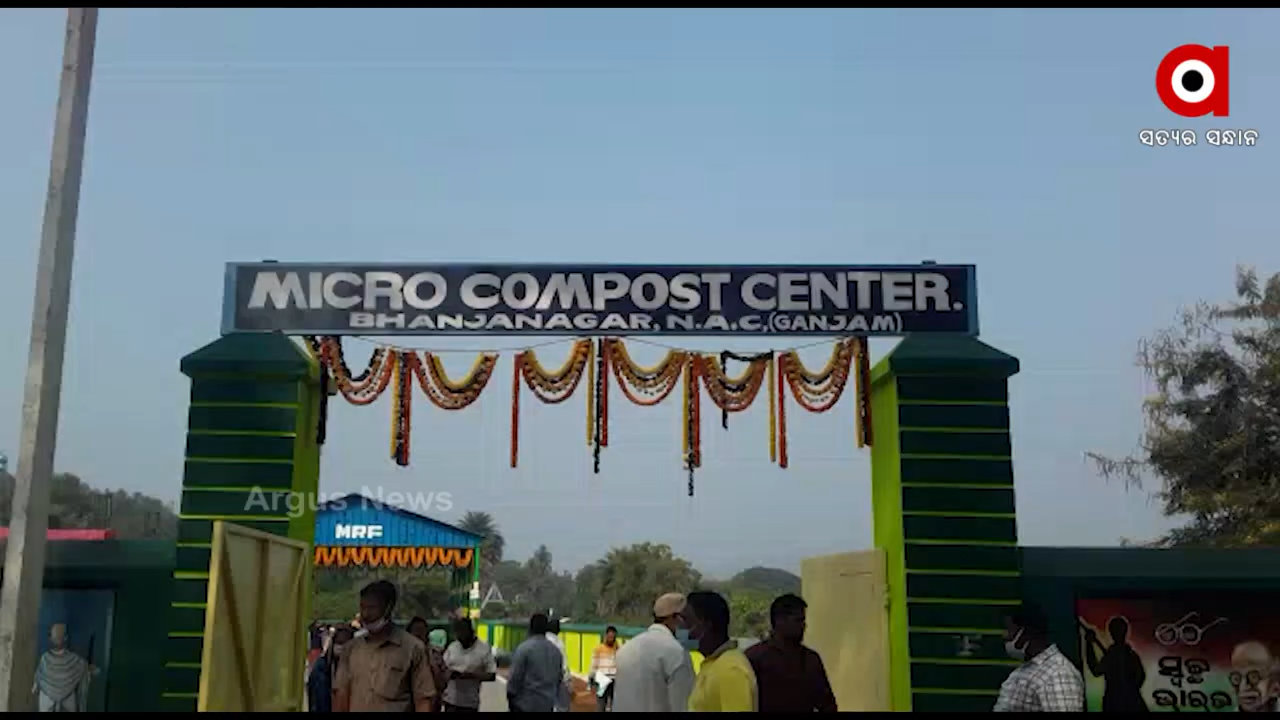 ସତ୍ୟର ସନ୍ଧାନ
MICRO COMPOST CENTER.
BHANJANAGAR, N.A.C,(GANJAM)
Argus News
MRF
ସ୍ୱଚ୍ଛ
ଭାରତ